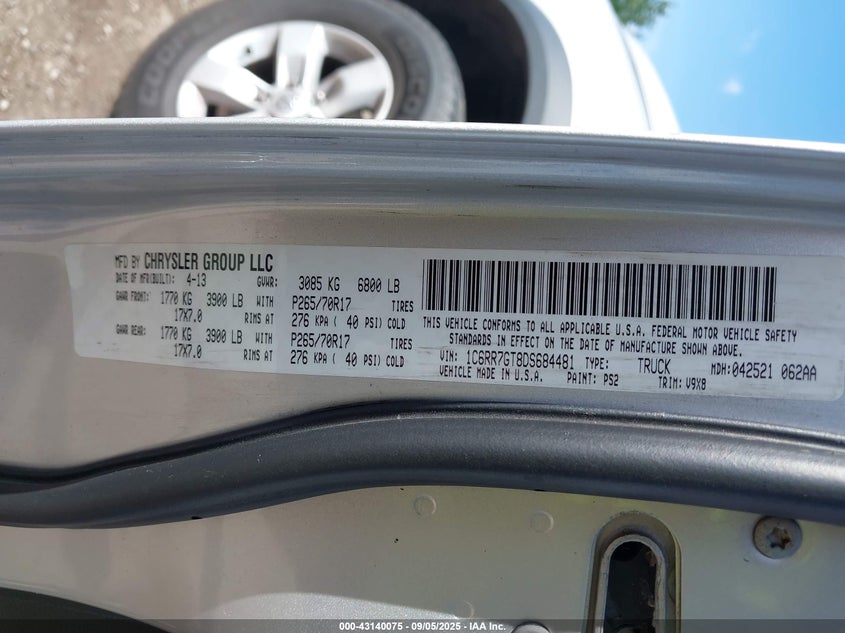 COOPER
MFD BY CHRYSLER GROUP LLC
DATE OF MFR(BUILT): 4-13 GVWR: 3085 KG 6800 LB
GAWR FRONT: 1770 KG 3900 LB WITH P265/70R17 TIRES
17X7.0 RIMS AT 276 KPA ( 40 PSI) COLD
GAWR REAR: 1770 KG 3900 LB WITH P265/70R17 TIRES
17X7.0 RIMS AT 276 KPA ( 40 PSI) COLD
THIS VEHICLE CONFORMS TO ALL APPLICABLE U.S.A. FEDERAL MOTOR VEHICLE SAFETY
STANDARDS IN EFFECT ON THE DATE OF MANUFACTURE SHOWN ABOVE.
VIN: 1C6RR7GT8DS684481 TYPE: TRUCK MDH: 042521 062AA
VEHICLE MADE IN U.S.A. PAINT: PS2 TRIM: V9X8
000-43140075 - 09/05/2025 - IAA Inc.